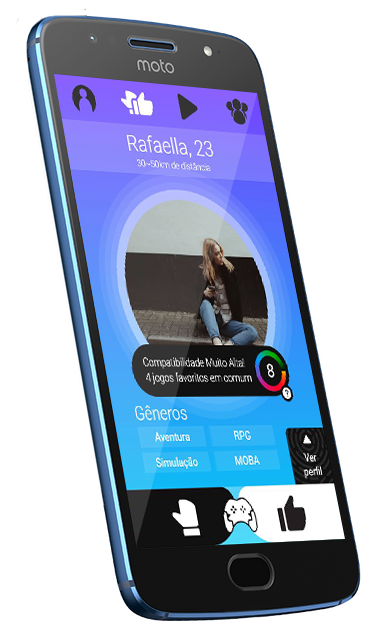 moto
Rafaella, 23
30~50km de distância
Compatibilidade Muito Alta!
4 jogos favoritos em comum
8
?
Gêneros
Aventura
RPG
Simulação
MOBA
Ver
perfil